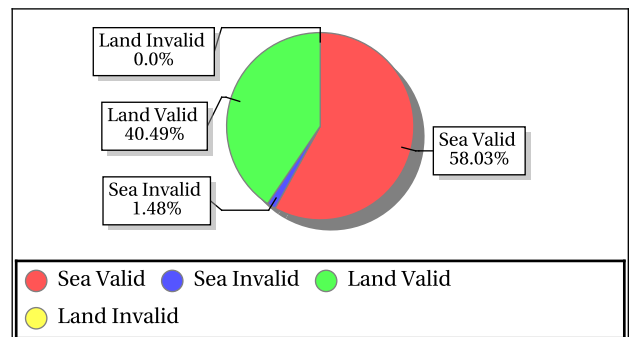 Land Invalid
0.0%
Land Valid
40.49%
Sea Invalid
1.48%
Sea Valid
58.03%
Sea Valid Sea Invalid Land Valid
Land Invalid